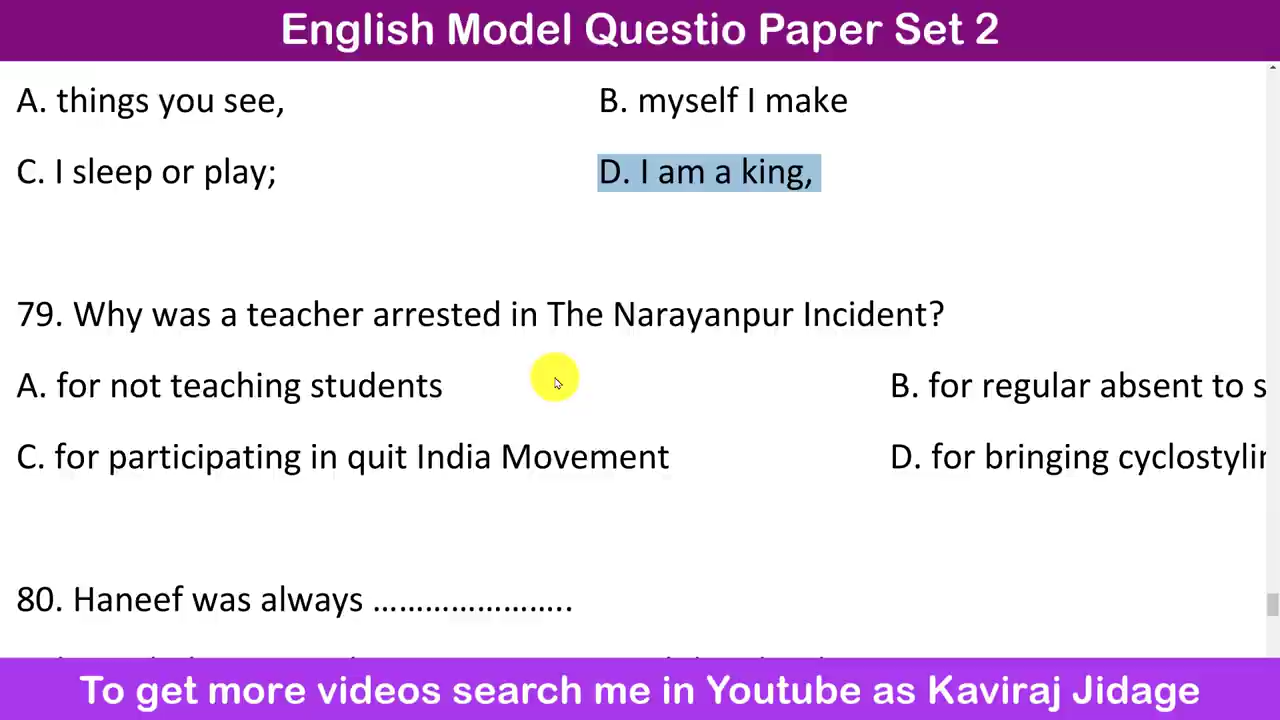 English Model Questio Paper Set 2
A. things you see, B. myself I make
C. I sleep or play; D. I am a king,
79. Why was a teacher arrested in The Narayanpur Incident?
A. for not teaching students B. for regular absent to s
C. for participating in quit India Movement D. for bringing
80. Haneef was always …………………..
To get more videos search me in Youtube as Kaviraj Jidage